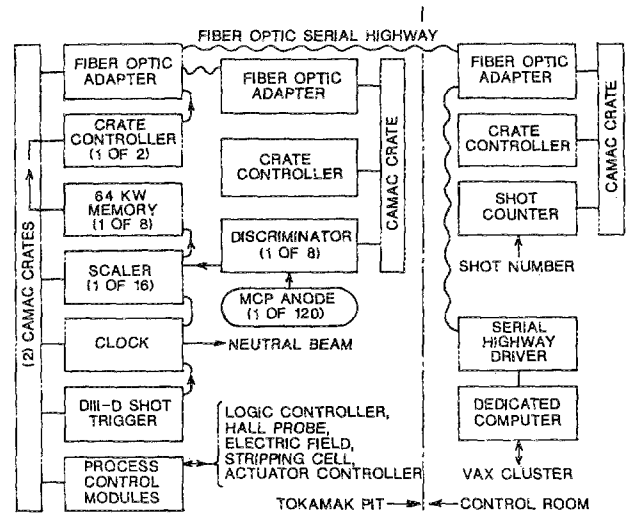 FIBER OPTIC SERIAL HIGHWAY
FIBER OPTIC
ADAPTER
CRATE
CONTROLLER
(1 OF 2)
64 KW
MEMORY
(1 OF 8)
SCALER
(1 OF 16)
CLOCK
DIII-D SHOT
TRIGGER
PROCESS
CONTROL
MODULES
(2) CAMAC CRATES
FIBER OPTIC
ADAPTER
CRATE
CONTROLLER
DISCRIMINATOR
(1 OF 8)
MCP ANODE
(1 OF 120)
CAMAC CRATE
NEUTRAL BEAM
LOGIC CONTROLLER,
HALL PROBE,
ELECTRIC FIELD,
STRIPPING CELL,
ACTUATOR CONTROLLER
FIBER OPTIC
ADAPTER
CRATE
CONTROLLER
SHOT
COUNTER
CAMAC CRATE
SHOT NUMBER
SERIAL
HIGHWAY
DRIVER
DEDICATED
COMPUTER
VAX CLUSTER
TOKAMAK PIT
CONTROL ROOM